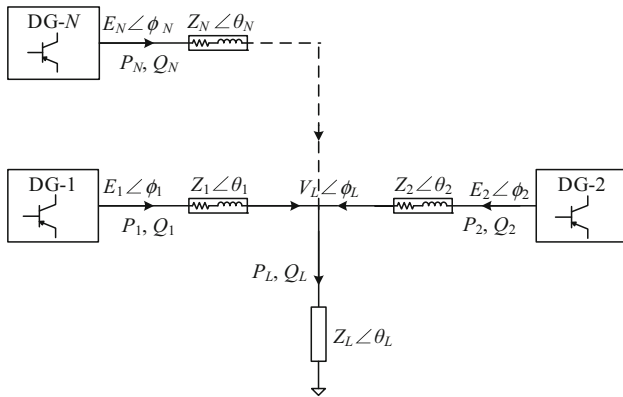 DG-N
E_N∠ϕ_N
Z_N∠θ_N
P_N, Q_N
DG-1
E_1∠ϕ_1
Z_1∠θ_1
V_L∠ϕ_L
Z_2∠θ_2
E_2∠ϕ_2
DG-2
P_1, Q_1
P_2, Q_2
P_L, Q_L
Z_L∠θ_L